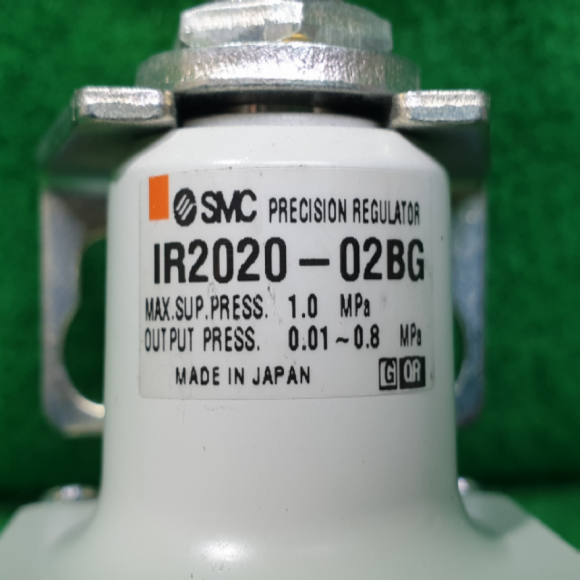 SMC PRECISION REGULATOR
IR2020-02BG
MAX.SUP.PRESS. 1.0 MPa
OUTPUT PRESS. 0.01~0.8 MPa
MADE IN JAPAN G QR